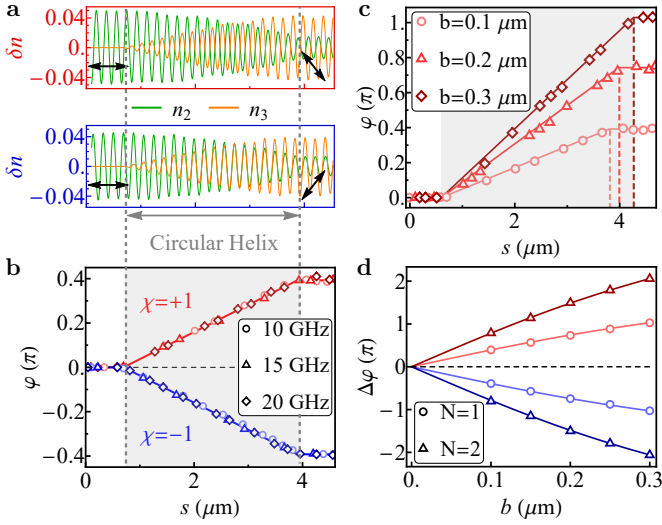 a
δn
0.04
0
−0.04
n2
n3
δn
0.04
0
−0.04
Circular Helix
b
φ (π)
0.4
0.2
0.
−0.2
−0.4
χ=+1
χ=−1
10 GHz
15 GHz
20 GHz
0
2
4
s (μm)
c
φ (π)
1.
0.8
0.6
0.4
0.2
0.
b=0.1 μm
b=0.2 μm
b=0.3 μm
0
2
4
s (μm)
d
Δφ (π)
2
1
0
−1
−2
N=1
N=2
0.
0.1
0.2
0.3
b (μm)